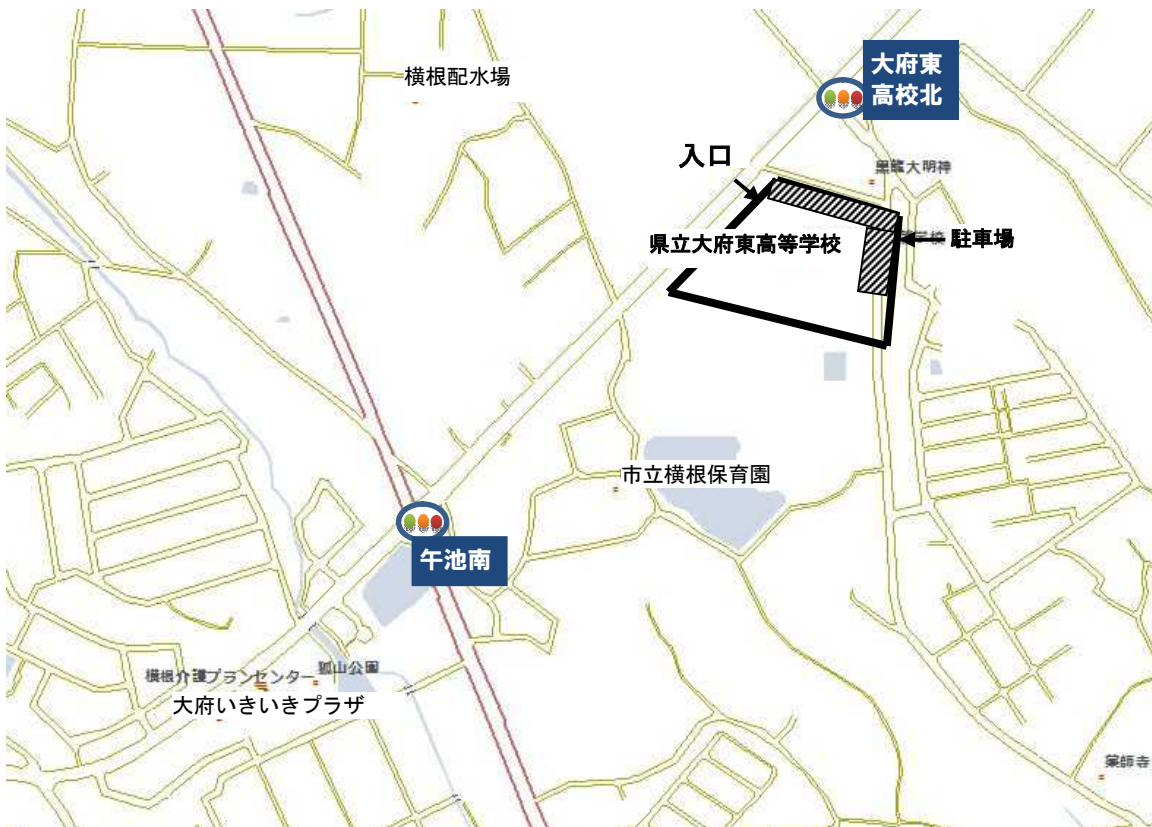 横根配水場
大府東
高校北
入口
黒龍大明神
県立大府東高等学校
学校
駐車場
市立横根保育園
午池南
横根介護プランセンター
狐山公園
大府いきいきプラザ
薬師寺